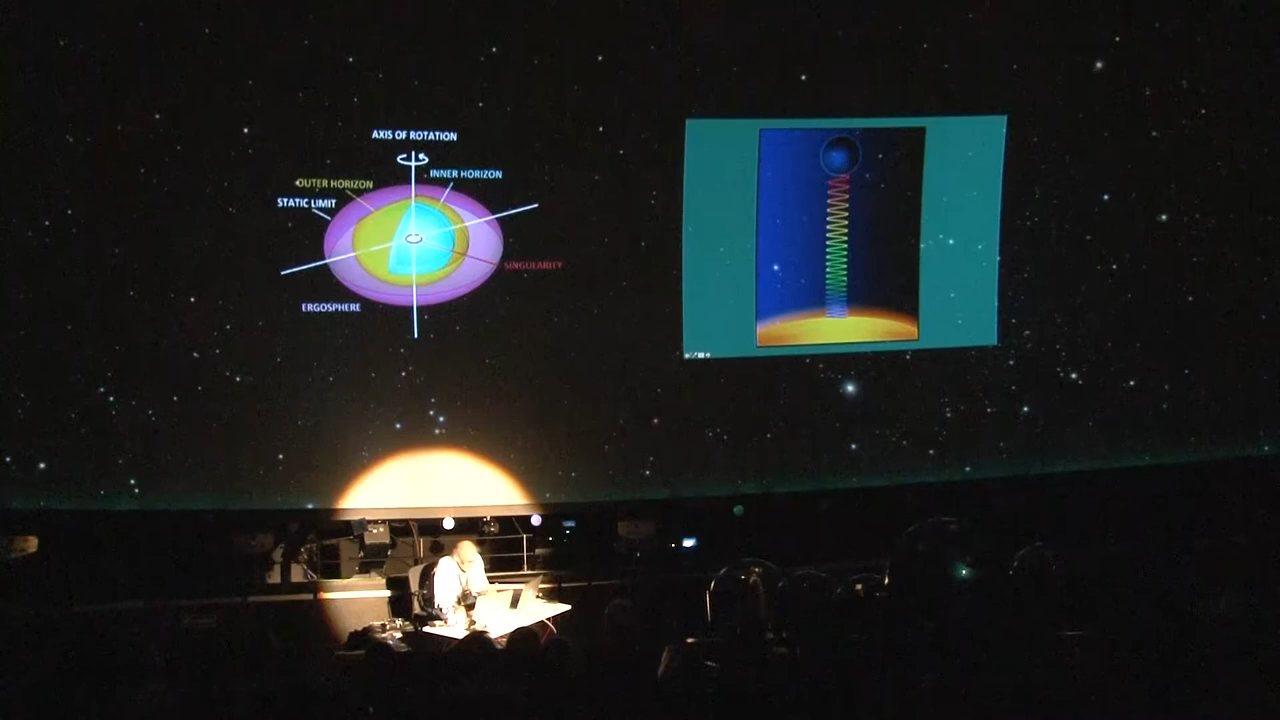 AXIS OF ROTATION
INNER HORIZON
OUTER HORIZON
STATIC LIMIT
SINGULARITY
ERGOSPHERE